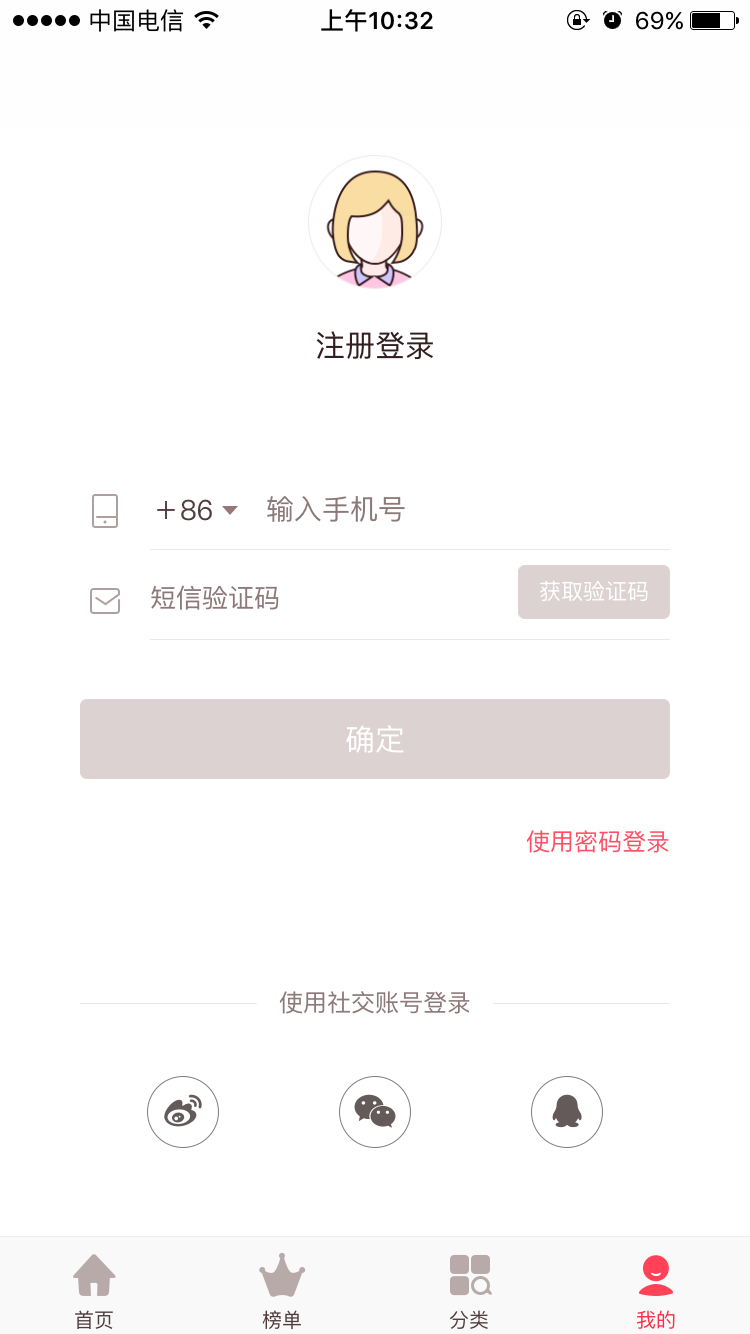 中国电信 上午10:32 69%
注册登录
+86 输入手机号
短信验证码 获取验证码
确定
使用密码登录
使用社交账号登录
首页 榜单 分类 我的